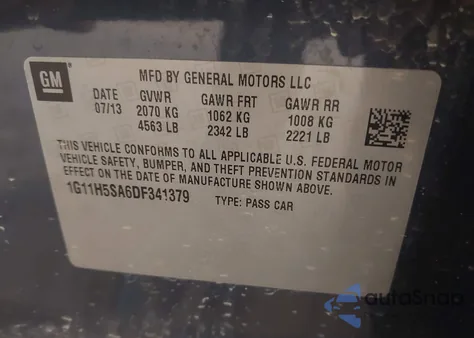 GM
MFD BY GENERAL MOTORS LLC
DATE GVWR GAWR FRT GAWR RR
07/13 2070 KG 1062 KG 1008 KG
4563 LB 2342 LB 2221 LB
THIS VEHICLE CONFORMS TO ALL APPLICABLE U.S. FEDERAL MOTOR
VEHICLE SAFETY, BUMPER, AND THEFT PREVENTION STANDARDS IN
EFFECT ON THE DATE OF MANUFACTURE SHOWN ABOVE.
1G11H5SA6DF341379 TYPE: PASS CAR
autoSnap